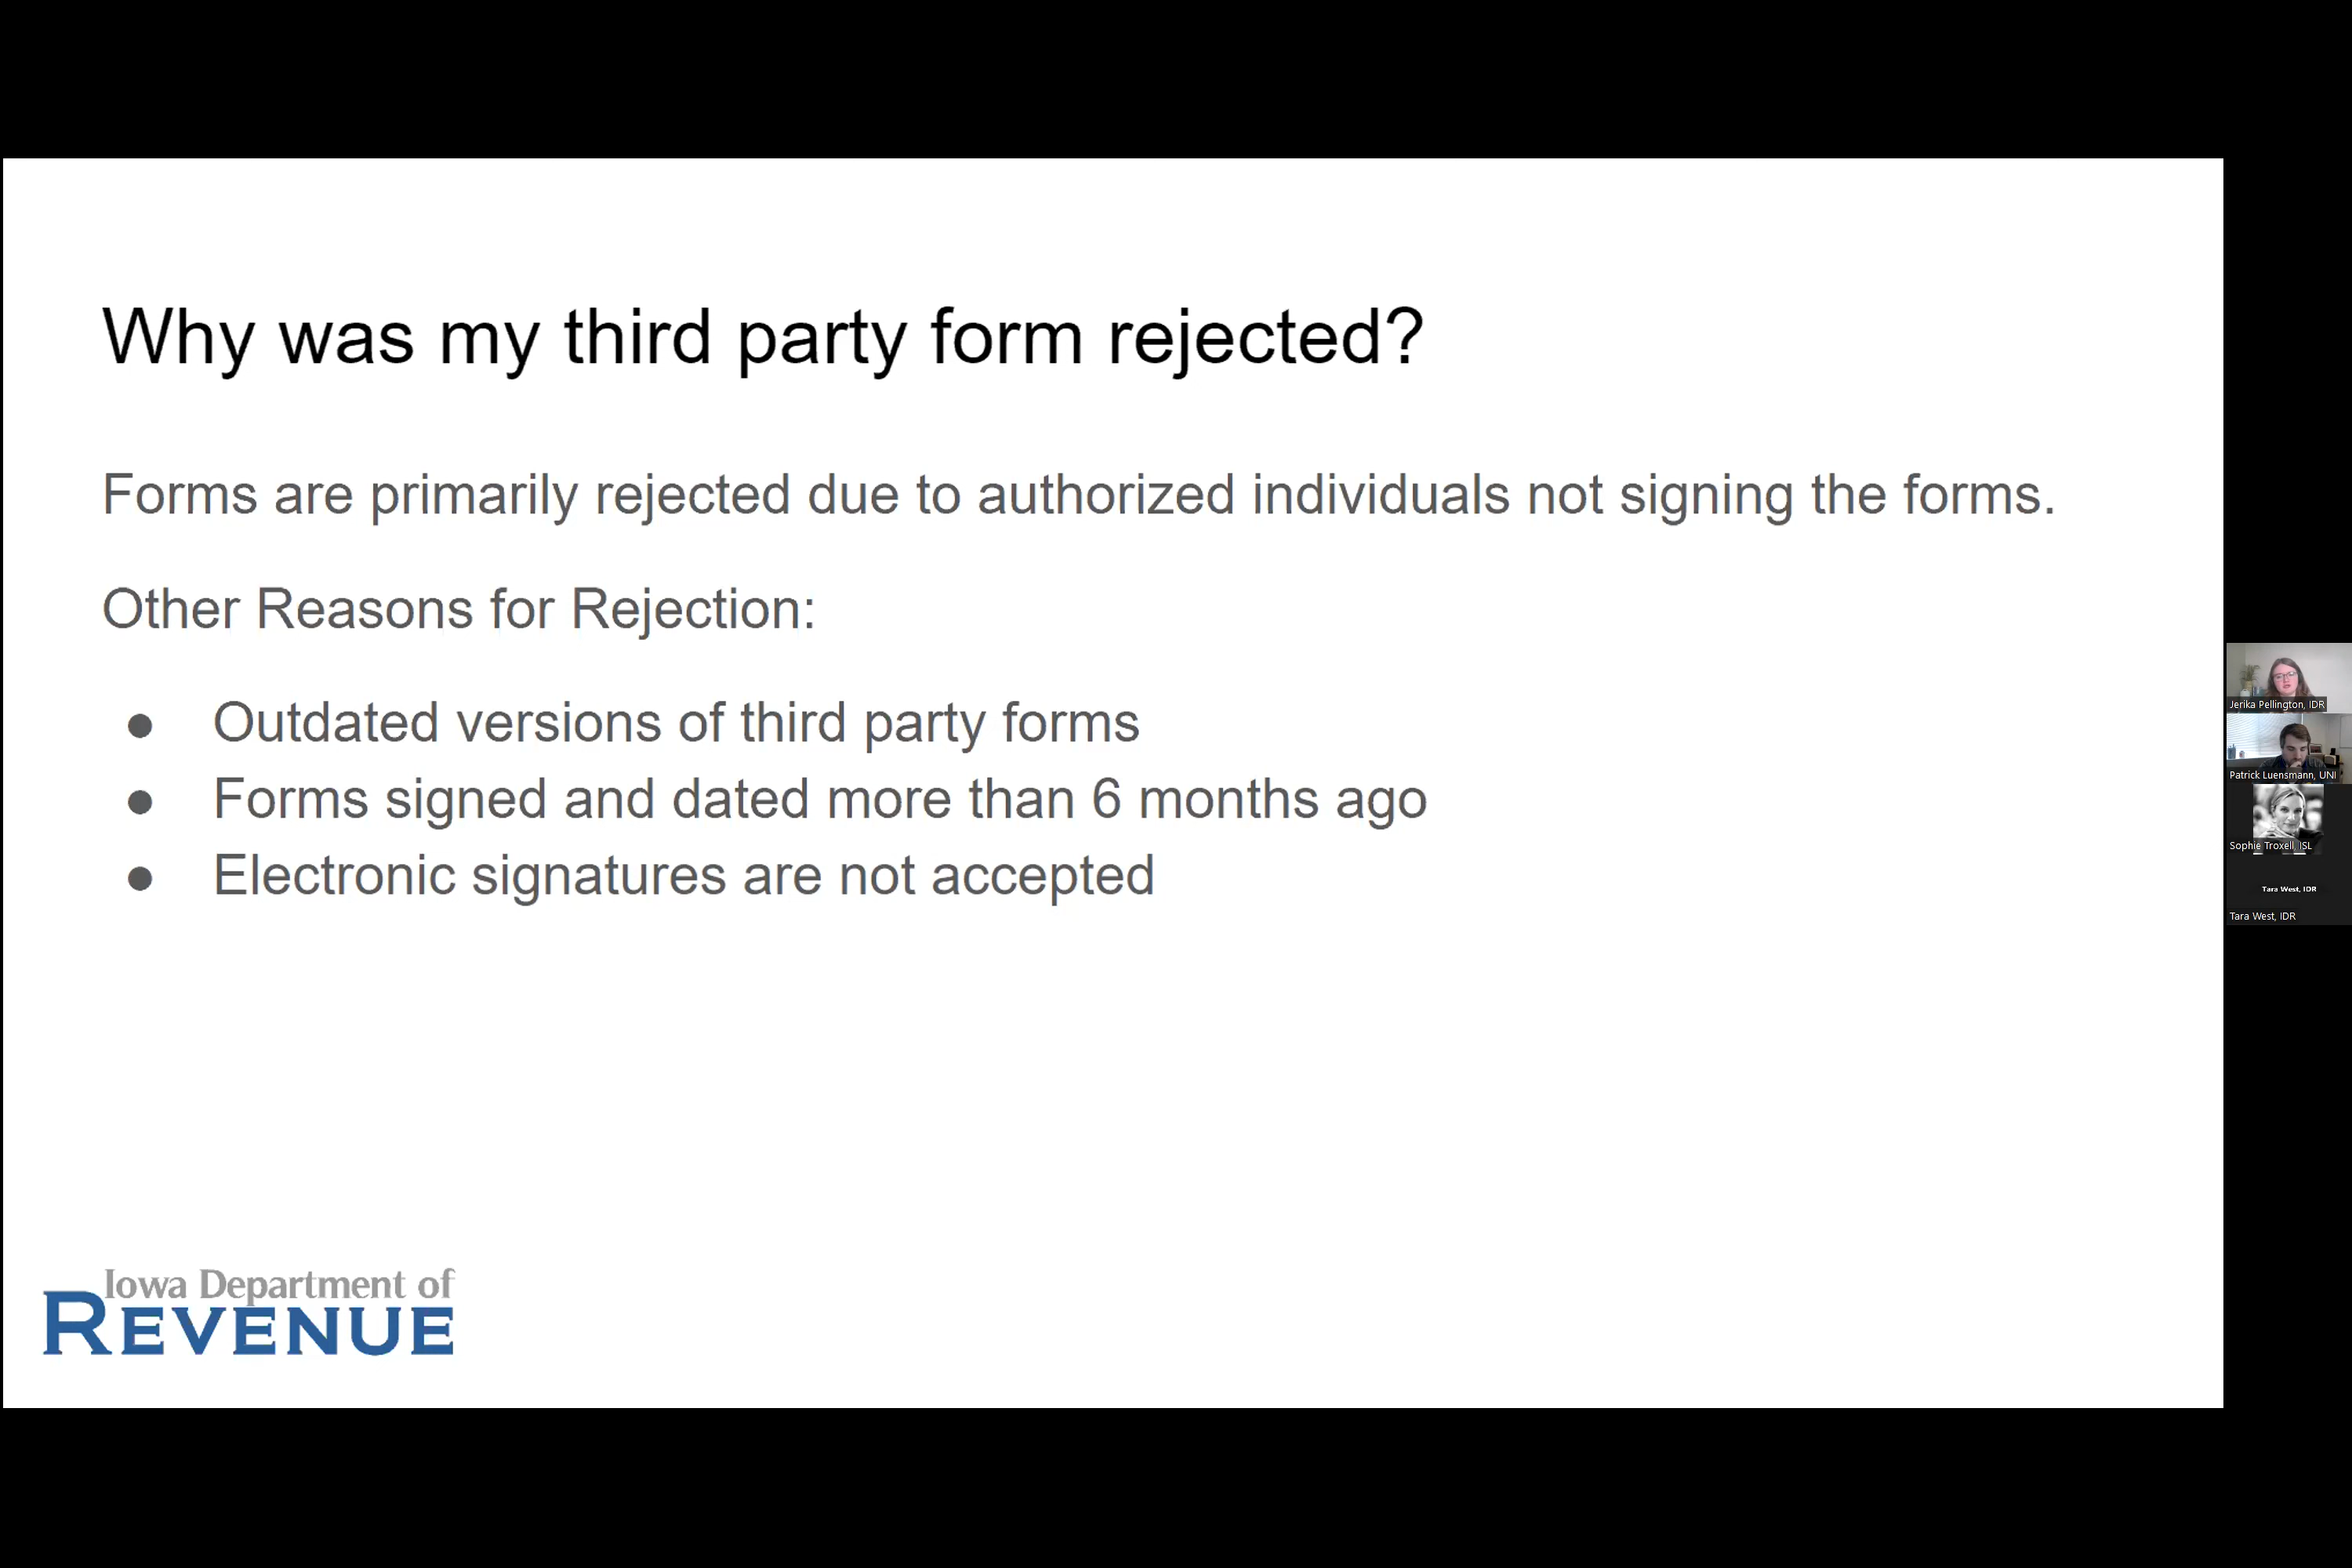 Why was my third party form rejected?
Forms are primarily rejected due to authorized individuals not signing the forms.
Other Reasons for Rejection:
● Outdated versions of third party forms
● Forms signed and dated more than 6 months ago
● Electronic signatures are not accepted
Iowa Department of
REVENUE
Jerika Pellington, IDR
Patrick Luensmann, UNI
Sophie Troxell, ISL
Tara West, IDR
Tara West, IDR